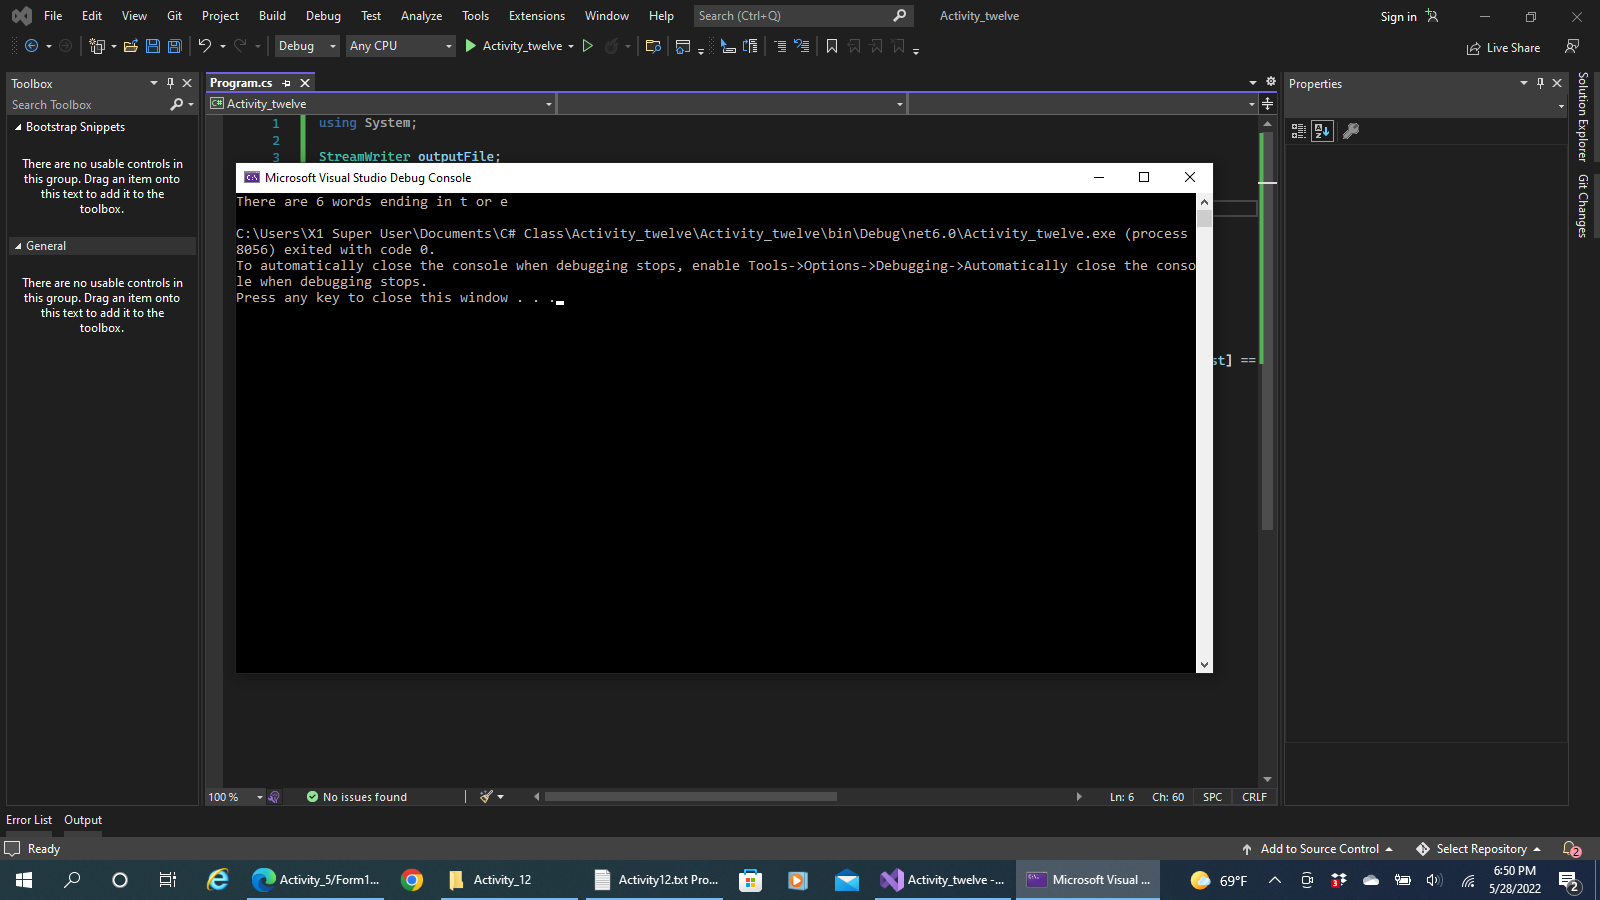 File Edit View Git Project Build Debug Test Analyze Tools Extensions Window Help Search (Ctrl+Q) Activity_twelve Sign in
Debug Any CPU Activity_twelve Live Share
Toolbox
Search Toolbox
Bootstrap Snippets
There are no usable controls in
this group. Drag an item onto
this text to add it to the
toolbox.
General
There are no usable controls in
this group. Drag an item onto
this text to add it to the
toolbox.
Program.cs
C# Activity_twelve
1 using System;
2
3 StreamWriter outputFile;
st] ==
Microsoft Visual Studio Debug Console
There are 6 words ending in t or e
C:\Users\X1 Super User\Documents\C# Class\Activity_twelve\Activity_twelve\bin\Debug\net6.0\Activity_twelve.exe (process
8056) exited with code 0.
To automatically close the console when debugging stops, enable Tools->Options->Debugging->Automatically close the conso
le when debugging stops.
Press any key to close this window . . .
Properties
Solution Explorer
Git Changes
100 % No issues found Ln: 6 Ch: 60 SPC CRLF
Error List Output
Ready Add to Source Control Select Repository 2
Activity_5/Form1... Activity_12 Activity12.txt Pro... Activity_twelve -... Microsoft Visual ... 69°F 3 6:50 PM
5/28/2022 2